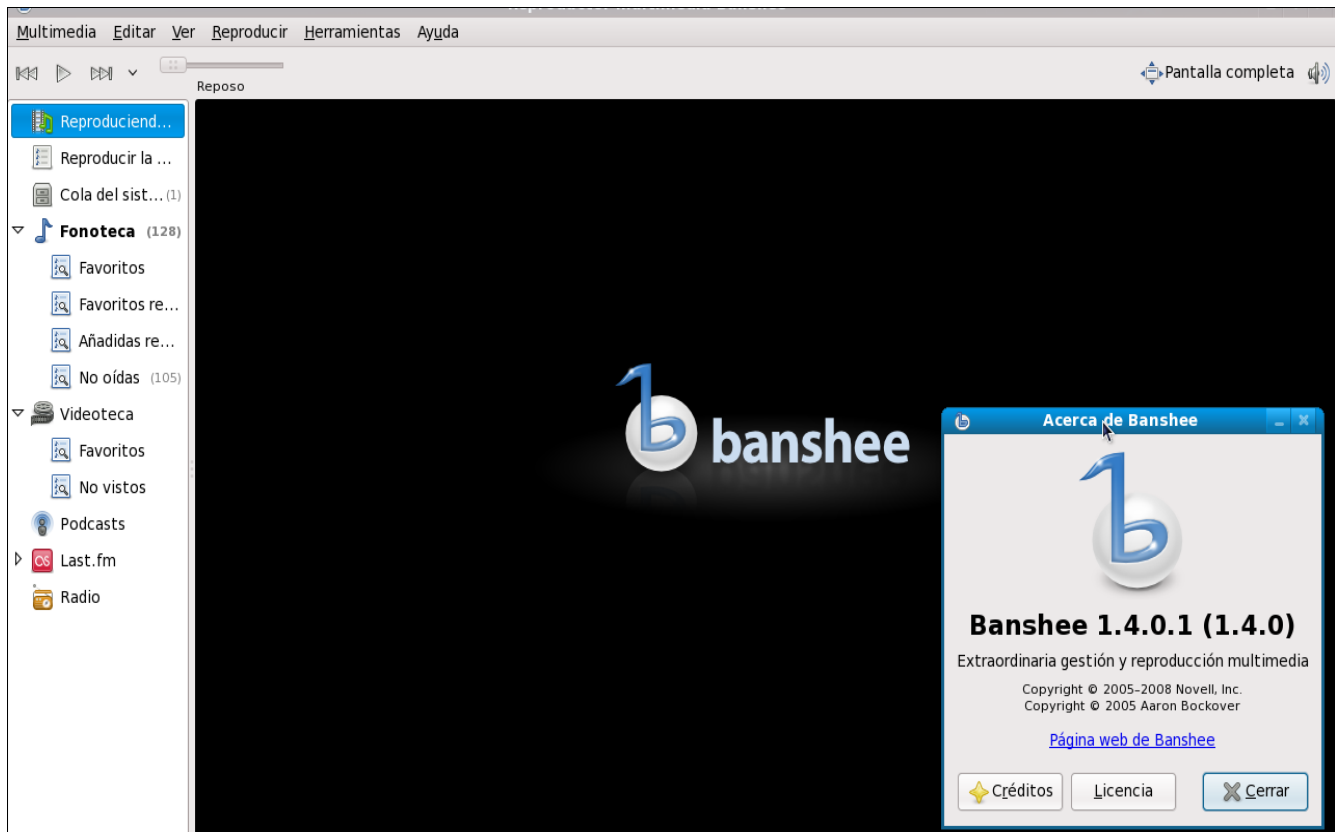 Multimedia Editar Ver Reproducir Herramientas Ayuda
Reposo
Pantalla completa
Reproduciend...
Reproducir la ...
Cola del sist... (1)
Fonoteca (128)
Favoritos
Favoritos re...
Añadidas re...
No oídas (105)
Videoteca
Favoritos
No vistos
Podcasts
Last.fm
Radio
banshee
Acerca de Banshee
Banshee 1.4.0.1 (1.4.0)
Extraordinaria gestión y reproducción multimedia
Copyright © 2005–2008 Novell, Inc.
Copyright © 2005 Aaron Bockover
Página web de Banshee
Créditos Licencia Cerrar